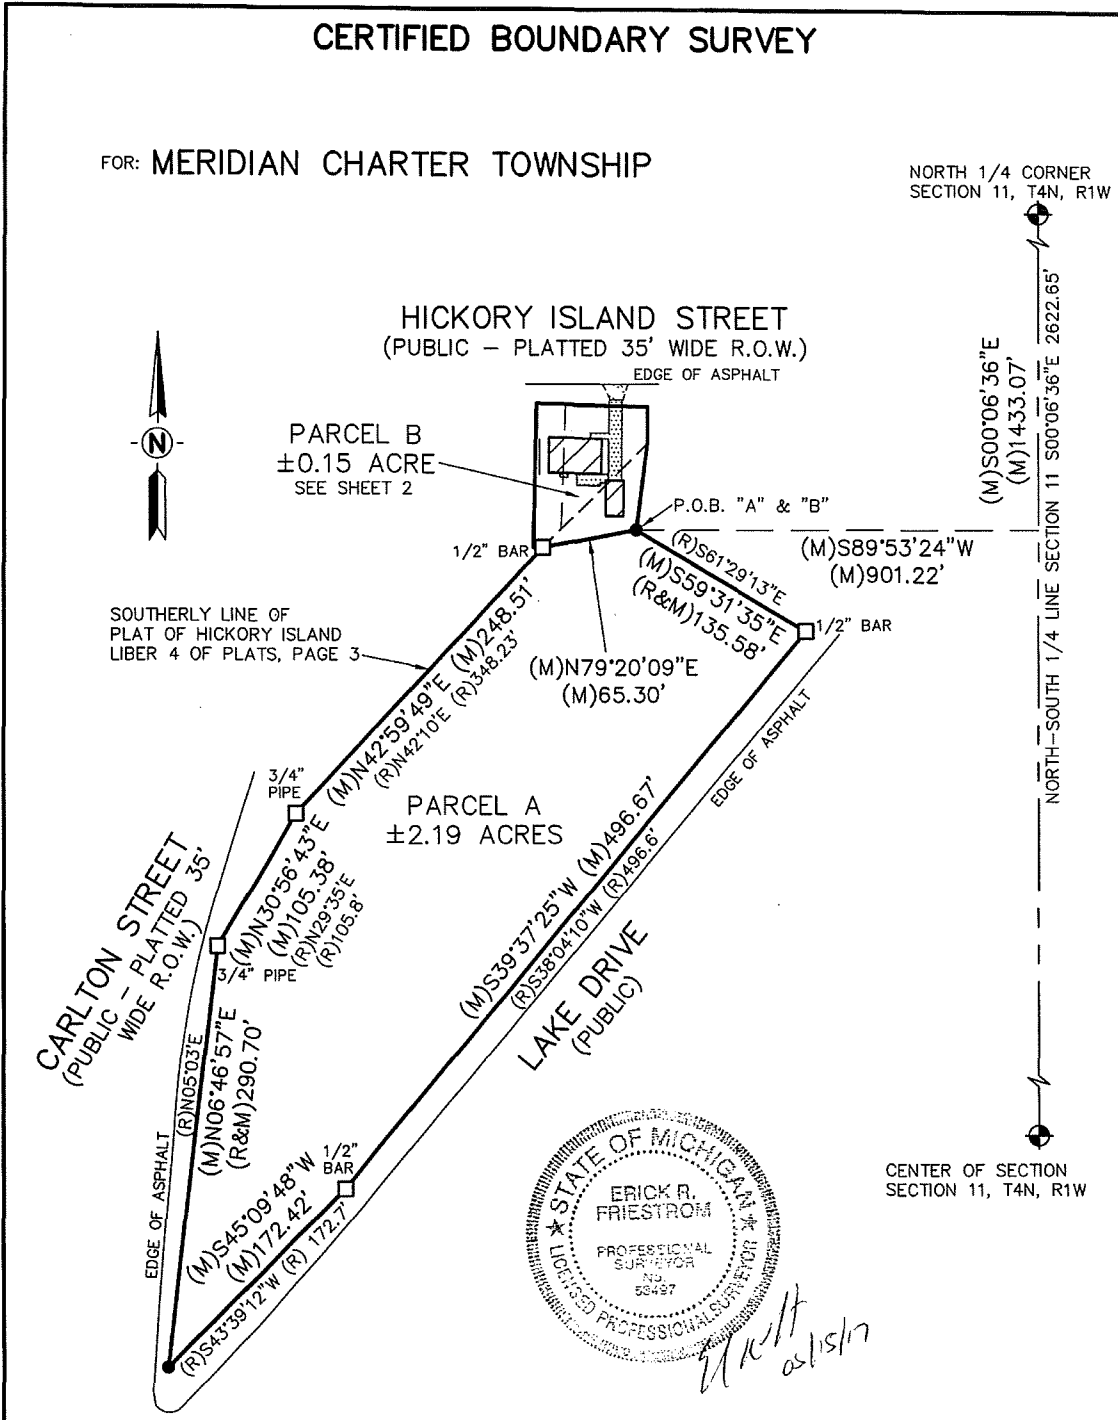 CERTIFIED BOUNDARY SURVEY
FOR: MERIDIAN CHARTER TOWNSHIP
NORTH 1/4 CORNER
SECTION 11, T4N, R1W
HICKORY ISLAND STREET
(PUBLIC – PLATTED 35' WIDE R.O.W.)
EDGE OF ASPHALT
N
PARCEL B
±0.15 ACRE
SEE SHEET 2
P.O.B. "A" & "B"
(M)S00°06'36"E
(M)1433.07'
NORTH–SOUTH 1/4 LINE SECTION 11 S00°06'36"E 2622.65'
(M)S89°53'24"W
(M)901.22'
1/2" BAR
(R)S61°29'13"E
(M)S59°31'35"E
(R&M)135.58'
1/2" BAR
SOUTHERLY LINE OF
PLAT OF HICKORY ISLAND
LIBER 4 OF PLATS, PAGE 3
(M)N79°20'09"E
(M)65.30'
(M)N42°59'49"E (M)248.51'
(R)N42°10'E (R)348.23'
EDGE OF ASPHALT
3/4"
PIPE
PARCEL A
±2.19 ACRES
(M)N30°56'43"E
(M)105.38'
(R)N29°35'E
(R)105.8'
3/4" PIPE
CARLTON STREET
(PUBLIC – PLATTED 35'
WIDE R.O.W.)
(M)S39°37'25"W (M)496.67'
(R)S38°04'10"W (R)496.6'
LAKE DRIVE
(PUBLIC)
(R)N05°03'E
(M)N06°46'57"E
(R&M)290.70'
EDGE OF ASPHALT
1/2"
BAR
(M)S45°09'48"W
(M)172.42'
(R)S43°39'12"W (R) 172.7'
CENTER OF SECTION
SECTION 11, T4N, R1W
STATE OF MICHIGAN
ERICK R.
FRIESTROM
PROFESSIONAL
SURVEYOR
NO.
53497
LICENSED PROFESSIONAL SURVEYOR
05/15/17